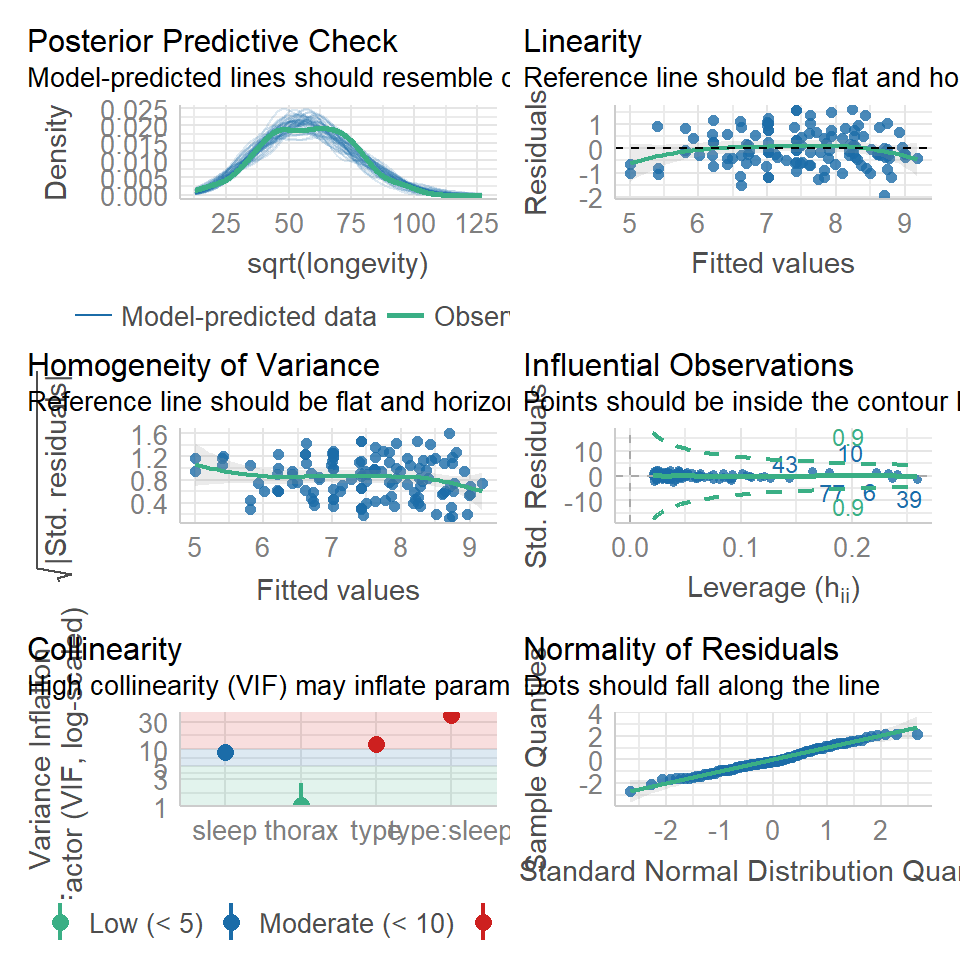 Posterior Predictive Check
Model-predicted lines should resemble
Density
0.025
0.020
0.015
0.010
0.005
0.000
25 50 75 100 125
sqrt(longevity)
Model-predicted data
Linearity
Reference line should be flat and
Residuals
1
0
-1
-2
5 6 7 8 9
Fitted values
Homogeneity of Variance
Reference line should be flat and
√|Std. residuals|
1.6
1.2
0.8
0.4
5 6 7 8 9
Fitted values
Influential Observations
Points should be inside the contour
Std. Residuals
10
0
-10
0.9
43
10
77
6
39
0.9
0.0 0.1 0.2
Leverage (hii)
Collinearity
High collinearity (VIF) may inflate
Variance Inflation
(VIF, log-scaled)
30
10
5
3
1
sleep thorax type type:sleep
Low (< 5) Moderate (< 10)
Normality of Residuals
Dots should fall along the line
Sample Quantiles
4
2
0
-2
-2 -1 0 1 2
Standard Normal Distribution